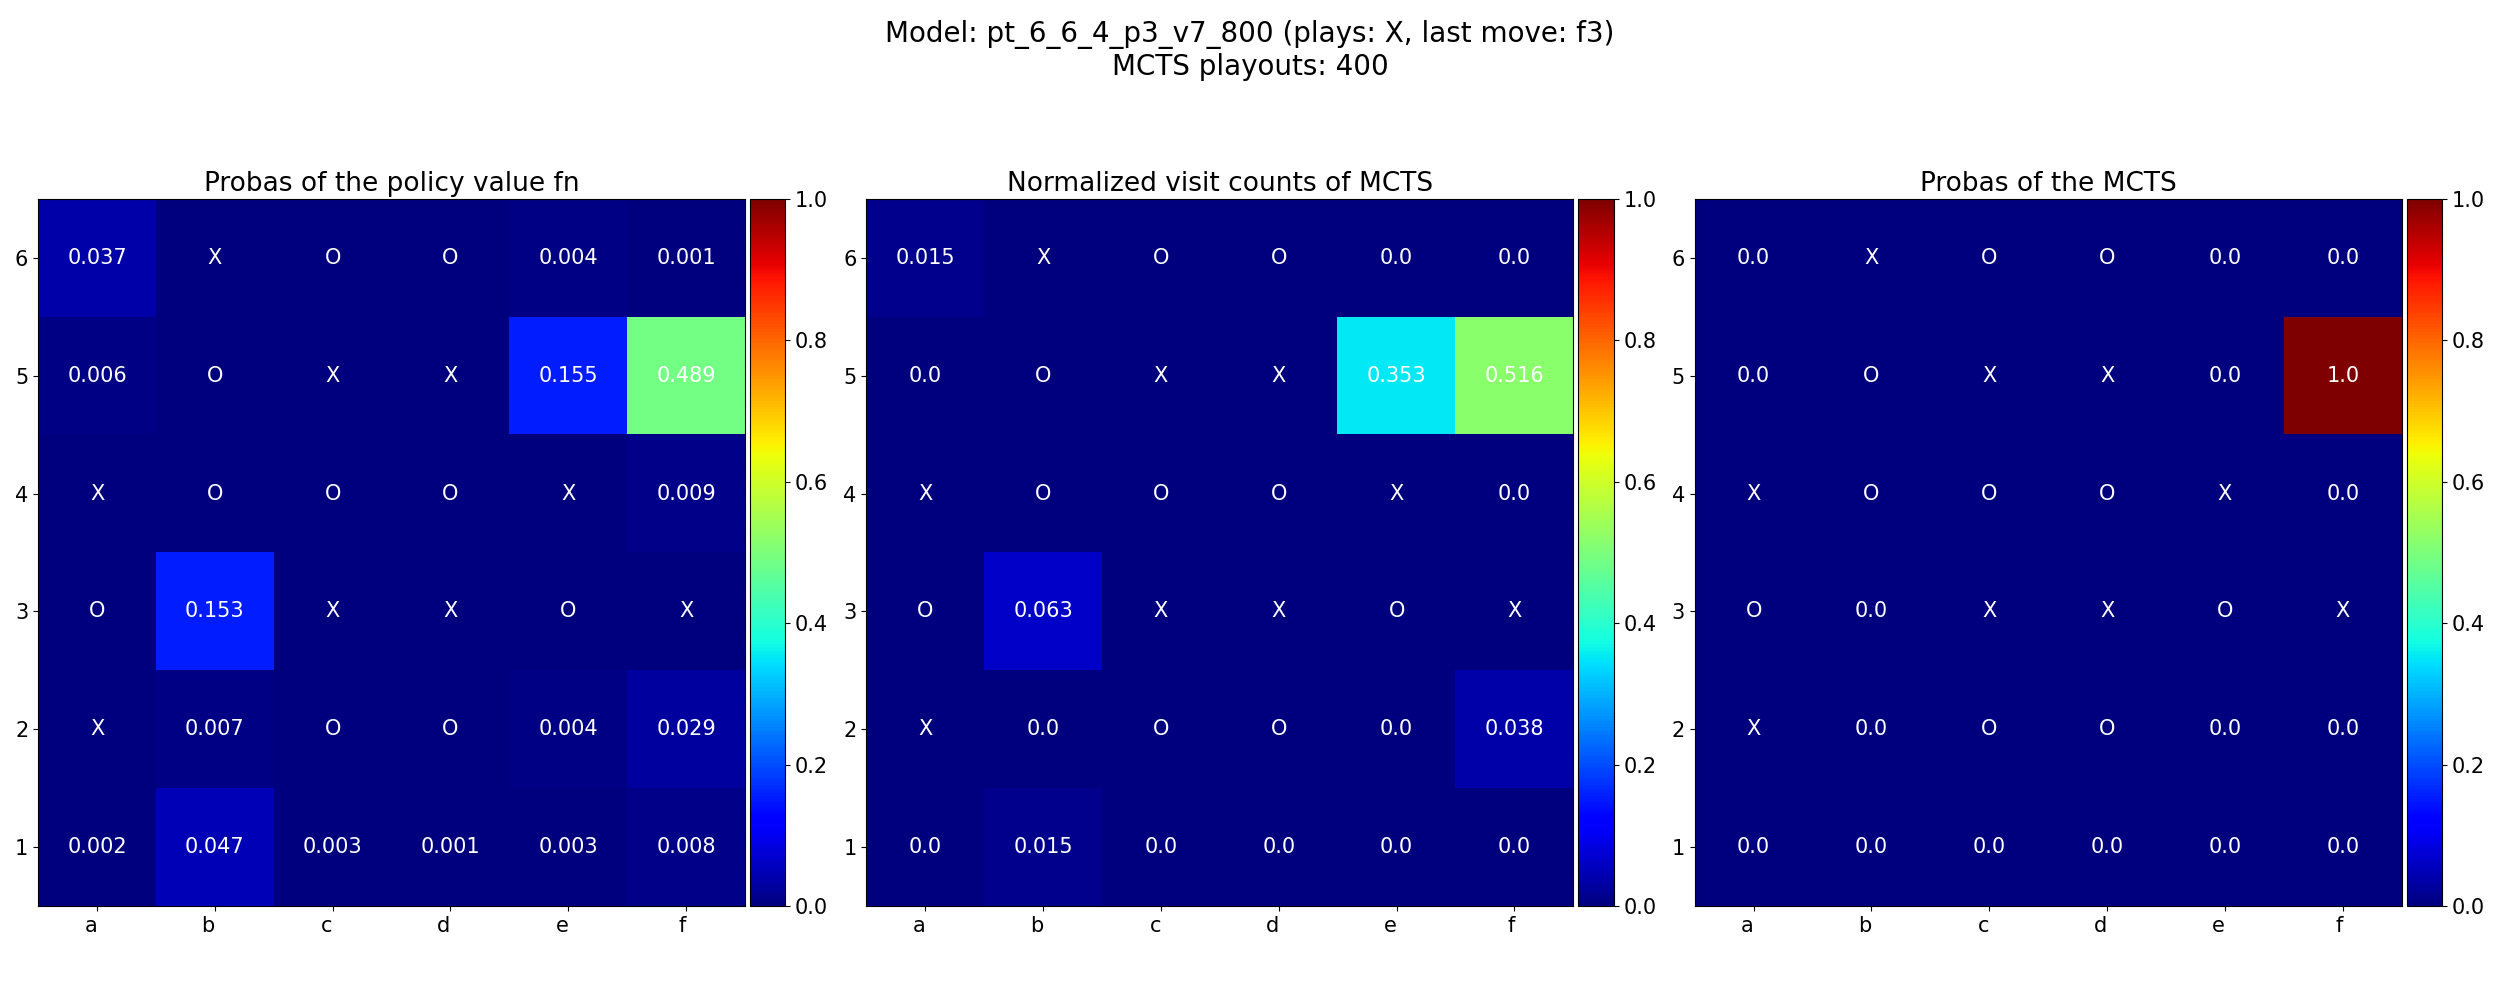 Model: pt_6_6_4_p3_v7_800 (plays: X, last move: f3)
MCTS playouts: 400
Probas of the policy value fn
6 0.037 X O O 0.004 0.001
5 0.006 O X X 0.155 0.489
4 X O O O X 0.009
3 O 0.153 X X O X
2 X 0.007 O O 0.004 0.029
1 0.002 0.047 0.003 0.001 0.003 0.008
a b c d e f
1.0
0.8
0.6
0.4
0.2
0.0
Normalized visit counts of MCTS
6 0.015 X O O 0.0 0.0
5 0.0 O X X 0.353 0.516
4 X O O O X 0.0
3 O 0.063 X X O X
2 X 0.0 O O 0.0 0.038
1 0.0 0.015 0.0 0.0 0.0 0.0
a b c d e f
1.0
0.8
0.6
0.4
0.2
0.0
Probas of the MCTS
6 0.0 X O O 0.0 0.0
5 0.0 O X X 0.0 1.0
4 X O O O X 0.0
3 O 0.0 X X O X
2 X 0.0 O O 0.0 0.0
1 0.0 0.0 0.0 0.0 0.0 0.0
a b c d e f
1.0
0.8
0.6
0.4
0.2
0.0